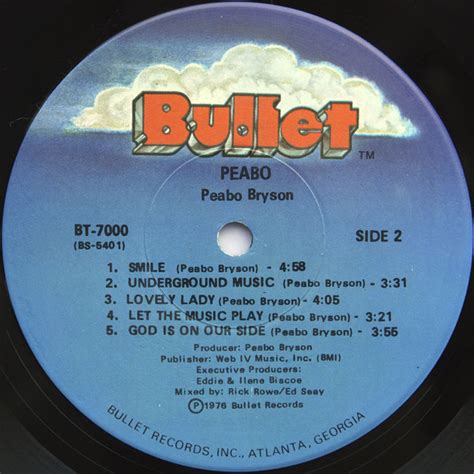 Bullet
TM
PEABO
Peabo Bryson
BT-7000
(BS-5401)
SIDE 2
1. SMILE (Peabo Bryson) - 4:58
2. UNDERGROUND MUSIC (Peabo Bryson) - 3:31
3. LOVELY LADY (Peabo Bryson) - 4:05
4. LET THE MUSIC PLAY (Peabo Bryson) - 3:21
5. GOD IS ON OUR SIDE (Peabo Bryson) - 3:55
Producer: Peabo Bryson
Publisher: Web IV Music, Inc. (BMI)
Executive Producers:
Eddie & Ilene Biscoe
Mixed by: Rick Rowe/Ed Seay
Ⓟ1976 Bullet Records
BULLET RECORDS, INC., ATLANTA, GEORGIA